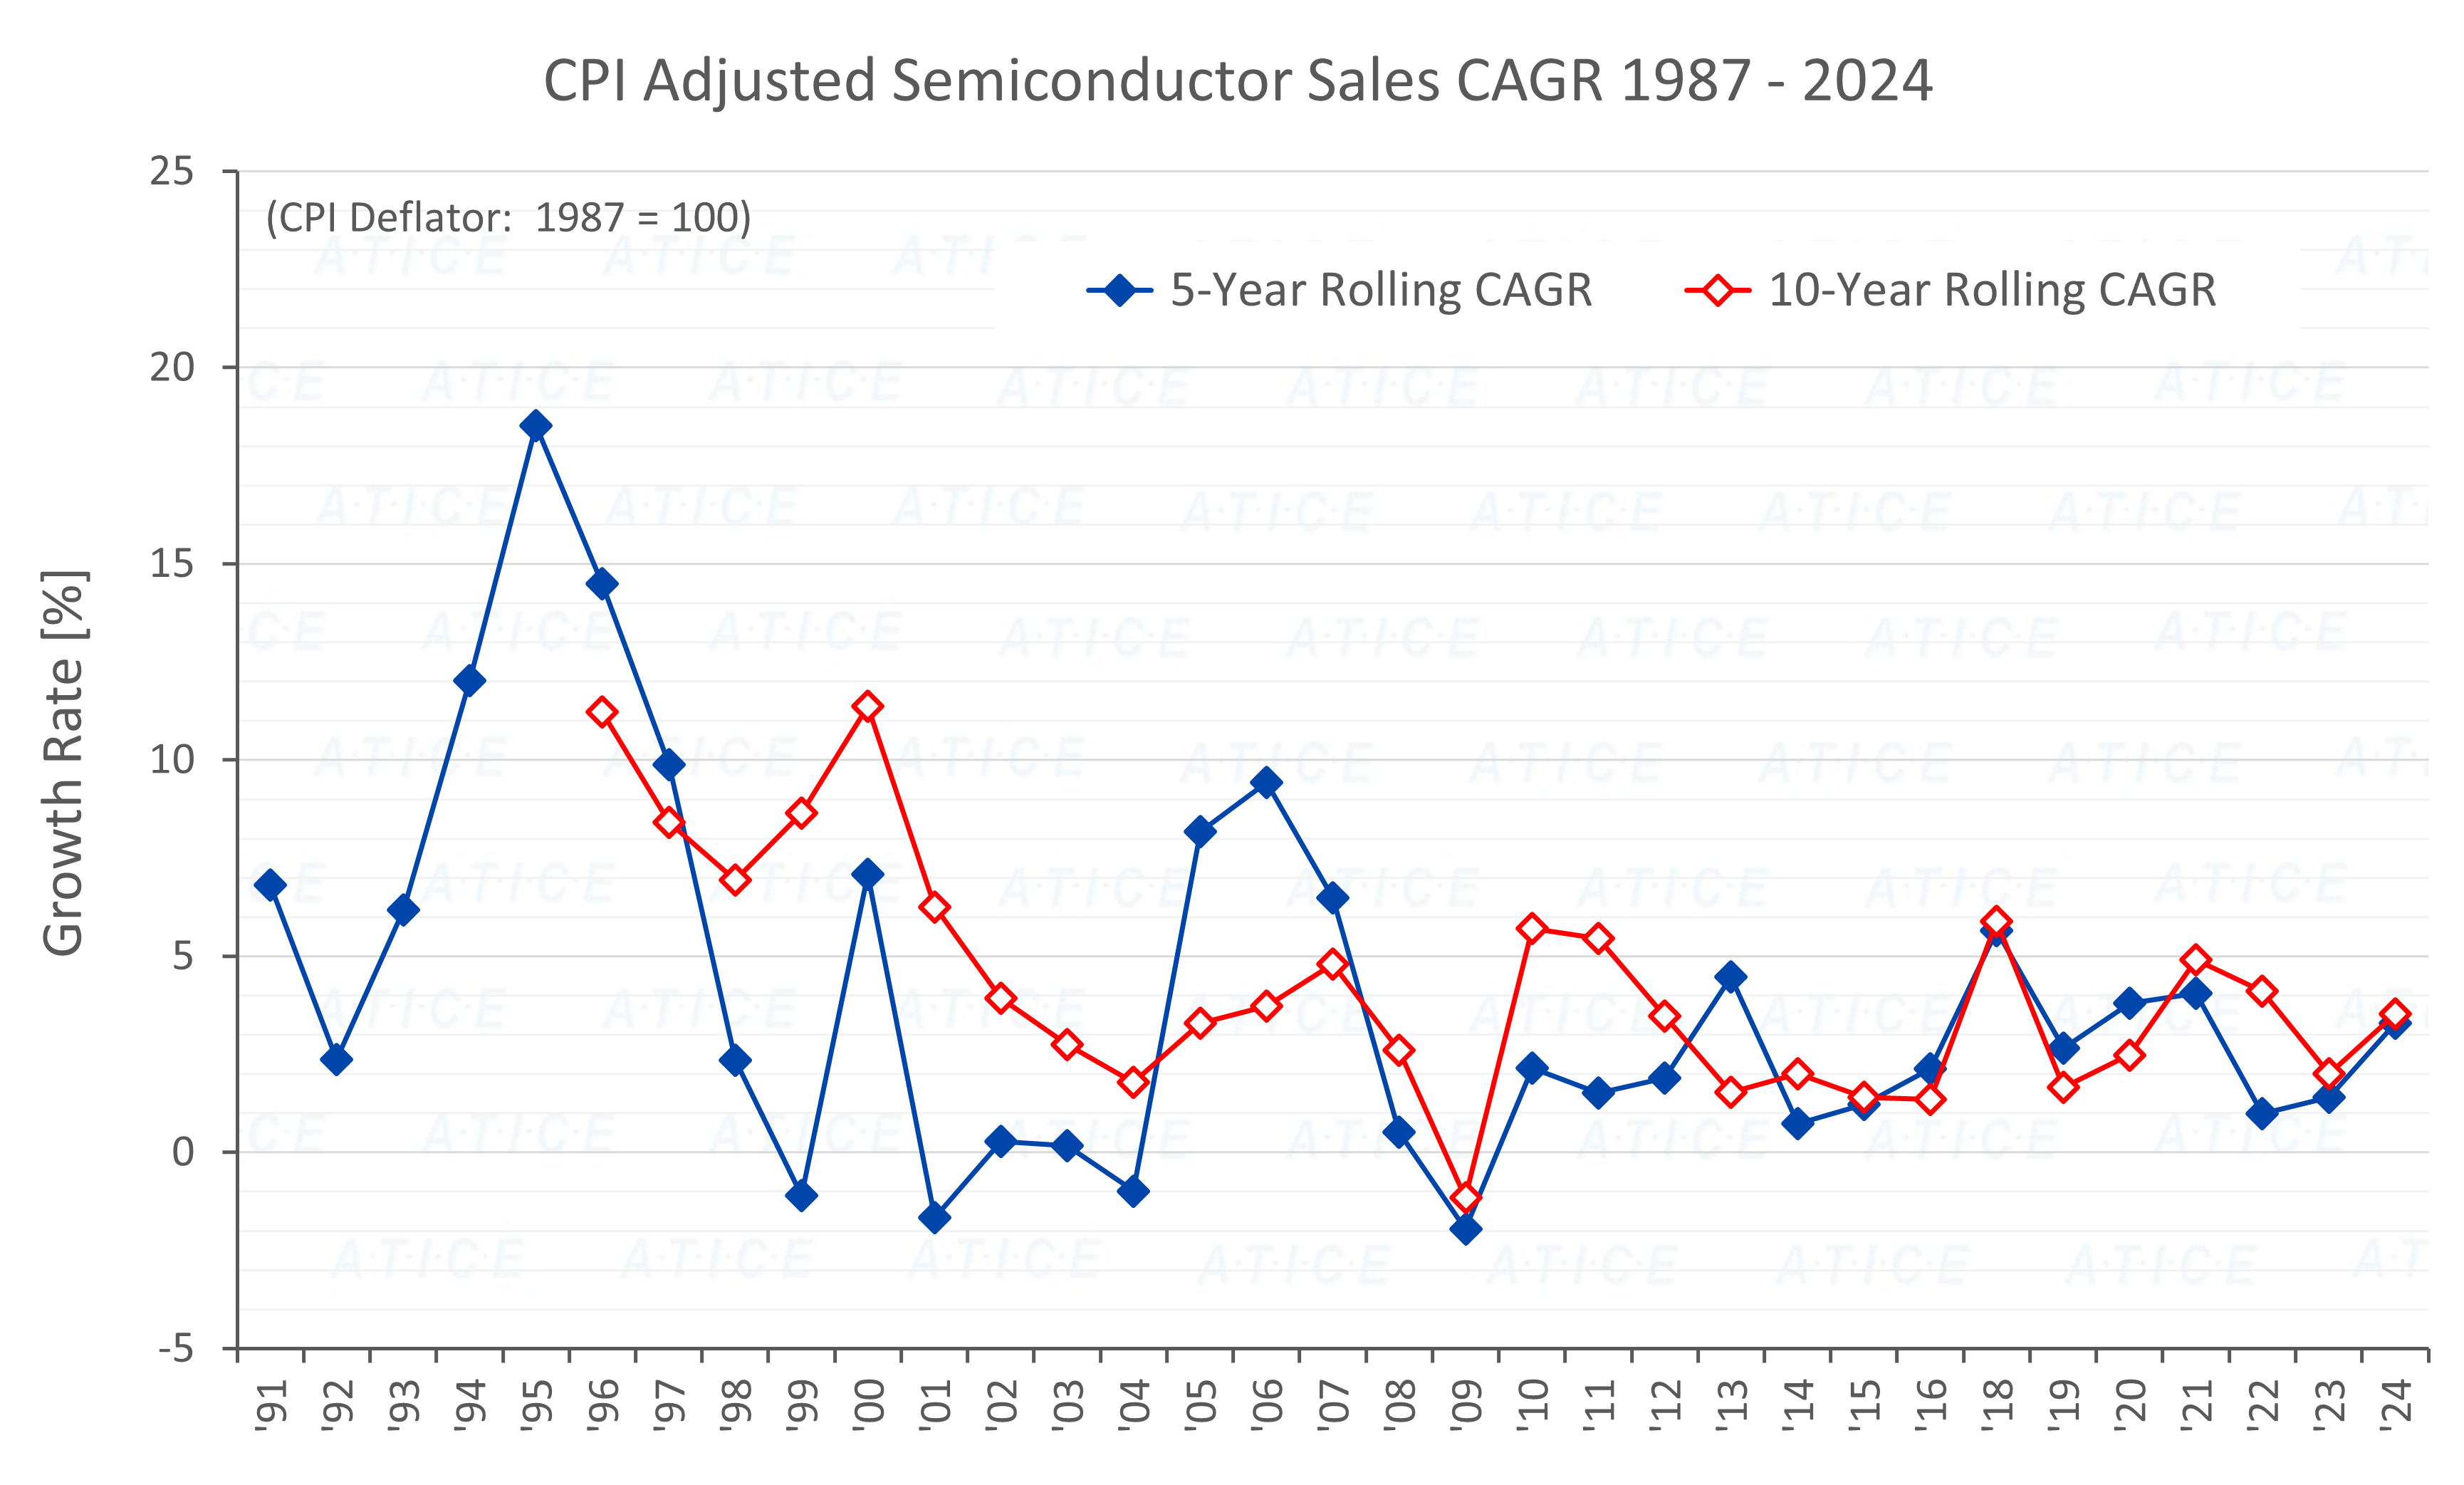 CPI Adjusted Semiconductor Sales CAGR 1987 - 2024
(CPI Deflator:  1987 = 100)
5-Year Rolling CAGR
10-Year Rolling CAGR
Growth Rate [%]
25
20
15
10
5
0
-5
'91 '92 '93 '94 '95 '96 '97 '98 '99 '00 '01 '02 '03 '04 '05 '06 '07 '08 '09 '10 '11 '12 '13 '14 '15 '16 '18 '19 '20 '21 '22 '23 '24
A·T·I·C·E